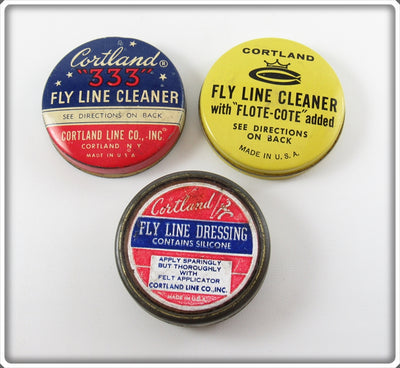 Cortland®
"333"
FLY LINE CLEANER
SEE DIRECTIONS ON BACK
CORTLAND LINE CO., INC.
CORTLAND N.Y.
MADE IN U.S.A.
CORTLAND
FLY LINE CLEANER
with "FLOTE-COTE" added
SEE DIRECTIONS
ON BACK
MADE IN U.S.A.
Cortland
FLY LINE DRESSING
CONTAINS SILICONE
APPLY SPARINGLY
BUT THOROUGHLY
WITH
FELT APPLICATOR
CORTLAND LINE CO., INC.
MADE IN U.S.A.